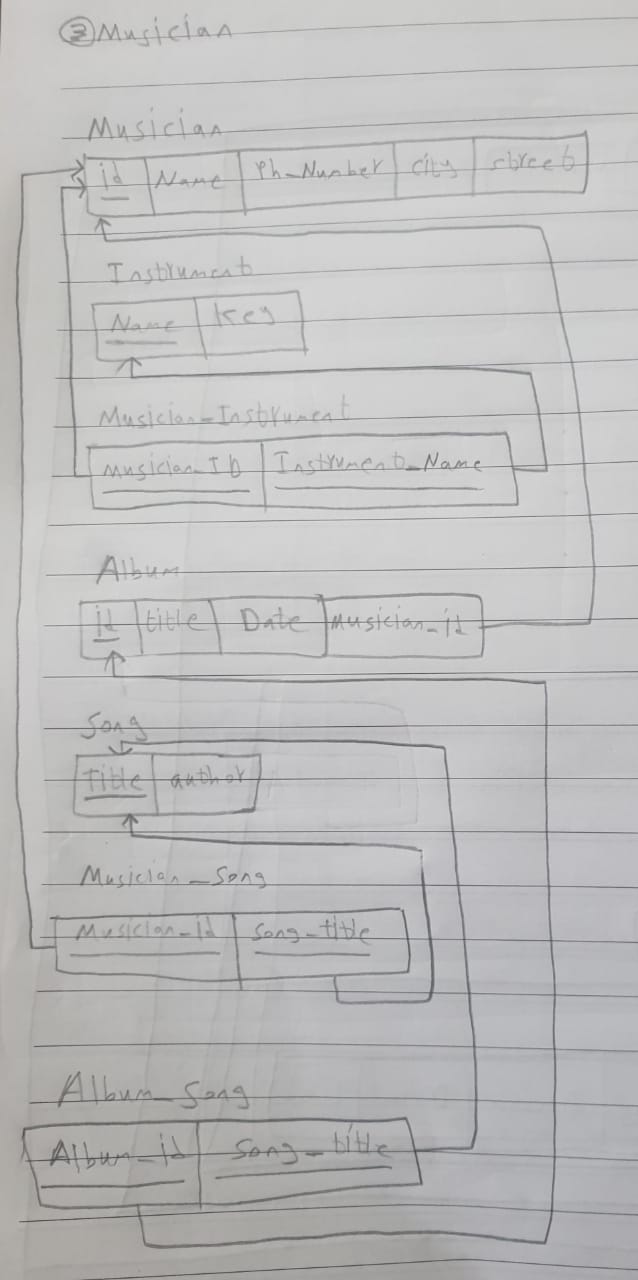 ③ Musician
Musician
id Name Ph_Number city street
Instrument
Name Key
Musician_Instrument
Musician_ID Instrument_Name
Album
id title Date Musician_id
Song
Title author
Musician_Song
Musician_id Song_title
Album_Song
Album_id Song_title